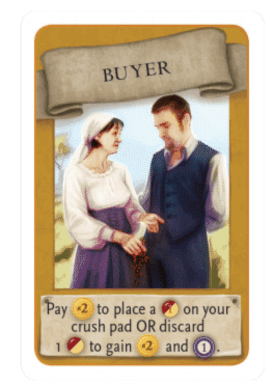 BUYER
Pay #2 to place a ? on your
crush pad OR discard
1 to gain #2 and 1.